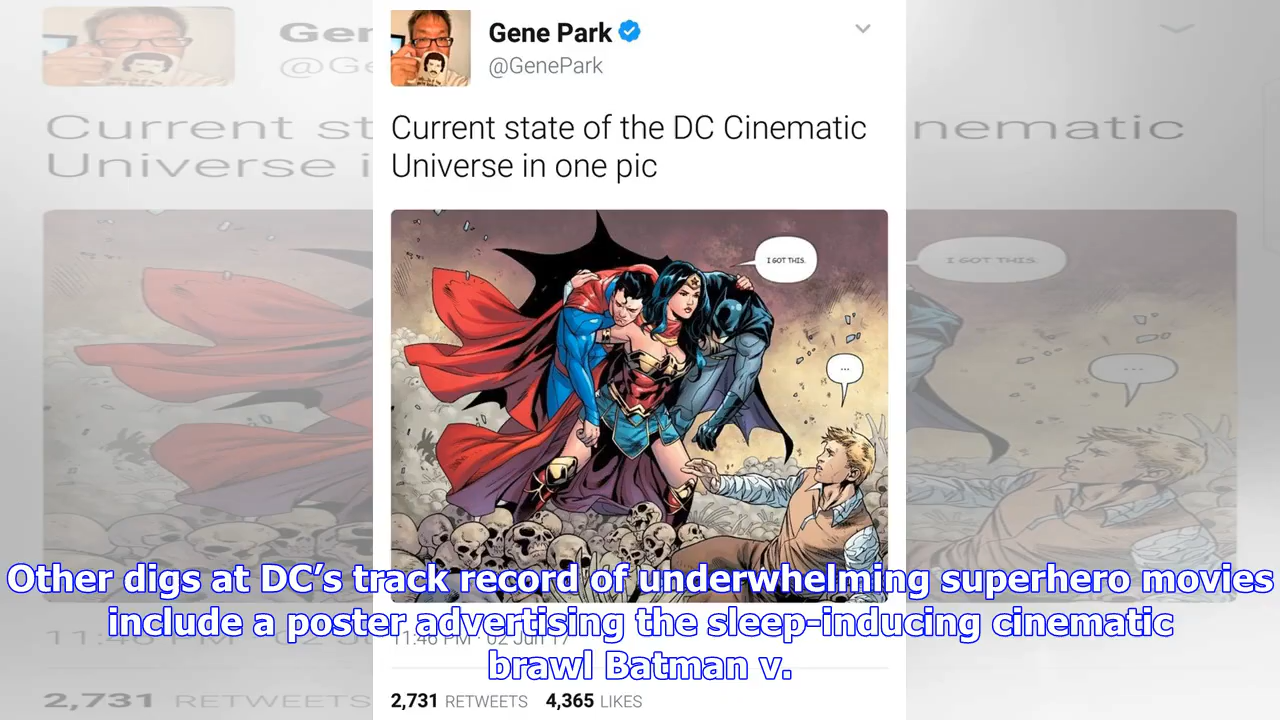 Gene Park
@GenePark
Current state of the DC Cinematic
Universe in one pic
I GOT THIS.
...
Other digs at DC’s track record of underwhelming superhero movies
include a poster advertising the sleep-inducing cinematic
brawl Batman v.
11:46 PM · 02 Jun 17
2,731 RETWEETS 4,365 LIKES